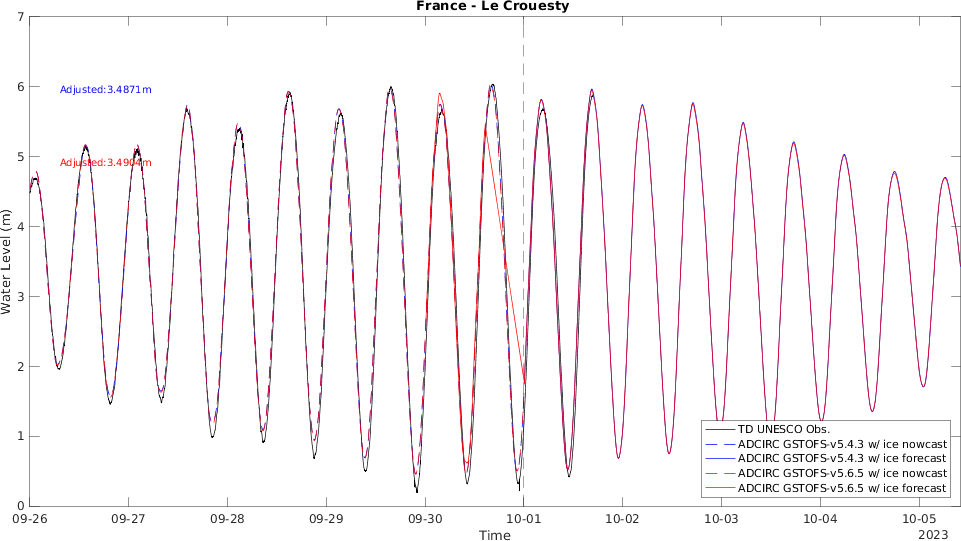 France - Le Crouesty
7
6
5
4
3
2
1
0
Water Level (m)
Adjusted:3.4871m
Adjusted:3.4904m
TD UNESCO Obs.
ADCIRC GSTOFS-v5.4.3 w/ ice nowcast
ADCIRC GSTOFS-v5.4.3 w/ ice forecast
ADCIRC GSTOFS-v5.6.5 w/ ice nowcast
ADCIRC GSTOFS-v5.6.5 w/ ice forecast
09-26 09-27 09-28 09-29 09-30 10-01 10-02 10-03 10-04 10-05
Time
2023